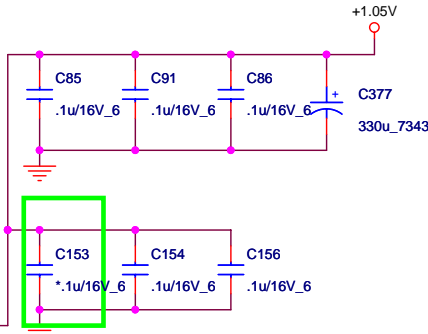 +1.05V
C85 C91 C86 + C377
.1u/16V_6 .1u/16V_6 .1u/16V_6 330u_7343
C153 C154 C156
*.1u/16V_6 .1u/16V_6 .1u/16V_6